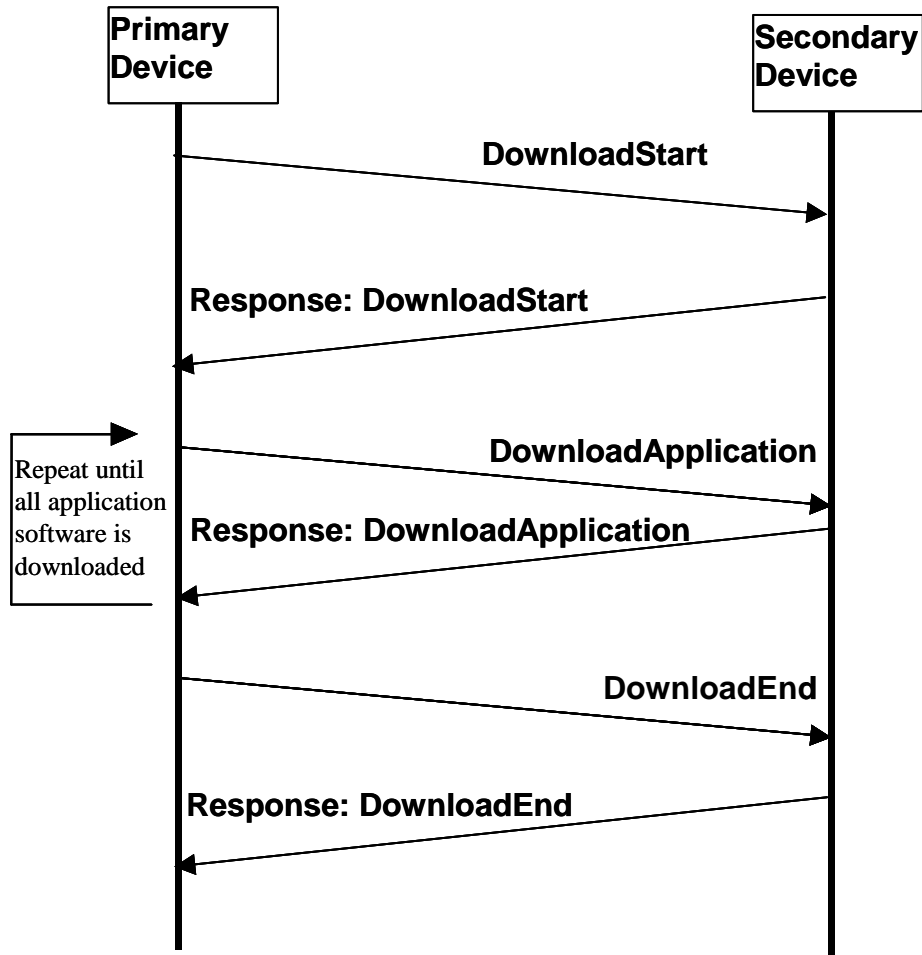 Primary
Device
Secondary
Device
DownloadStart
Response: DownloadStart
DownloadApplication
Repeat until
all application
software is
downloaded
Response: DownloadApplication
DownloadEnd
Response: DownloadEnd